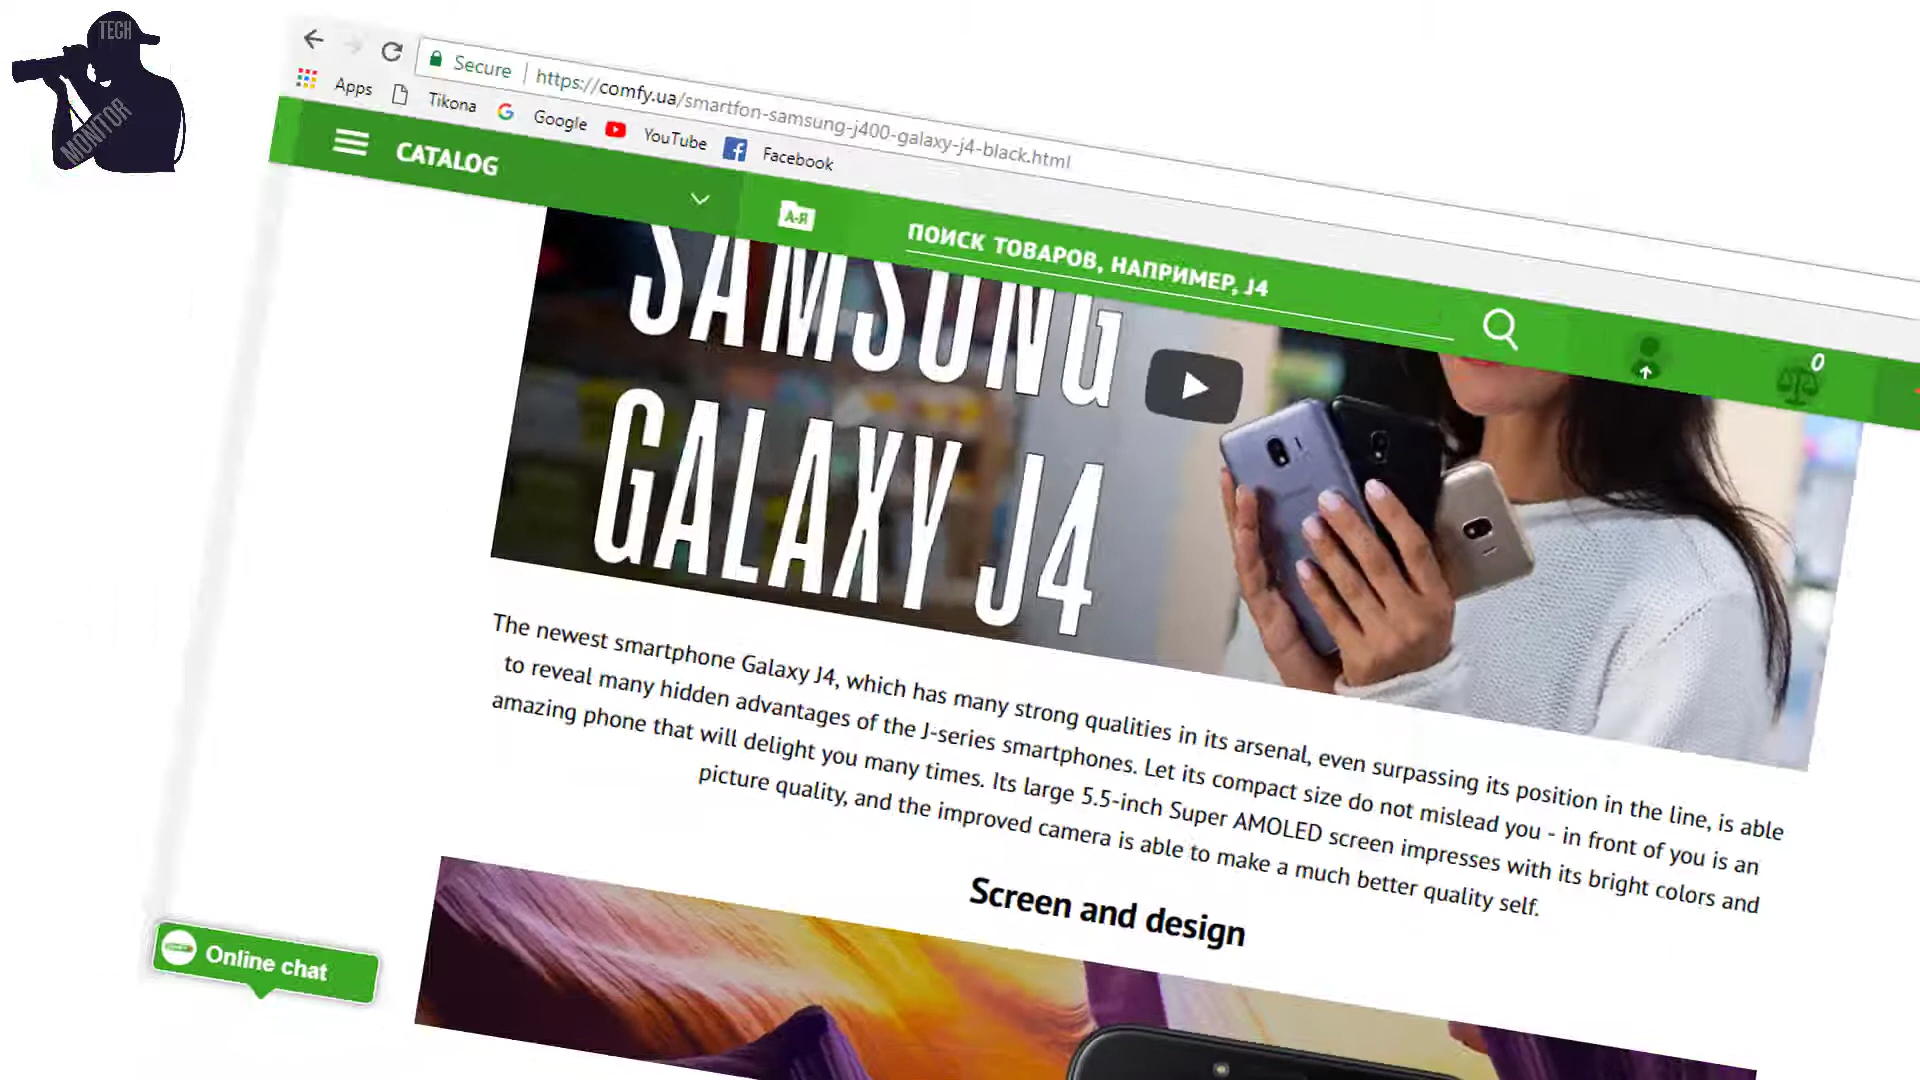 TECH
MONITOR
Secure | https://comfy.ua/smartfon-samsung-j400-galaxy-j4-black.html
Apps Tikona Google YouTube Facebook
CATALOG
А-Я
ПОИСК ТОВАРОВ, НАПРИМЕР, J4
0
SAMSUNG
GALAXY J4
The newest smartphone Galaxy J4, which has many strong qualities in its arsenal, even surpassing its position in the line, is able
to reveal many hidden advantages of the J-series smartphones. Let its compact size do not mislead you - in front of you is an
amazing phone that will delight you many times. Its large 5.5-inch Super AMOLED screen impresses with its bright colors and
picture quality, and the improved camera is able to make a much better quality self.
Screen and design
Online chat